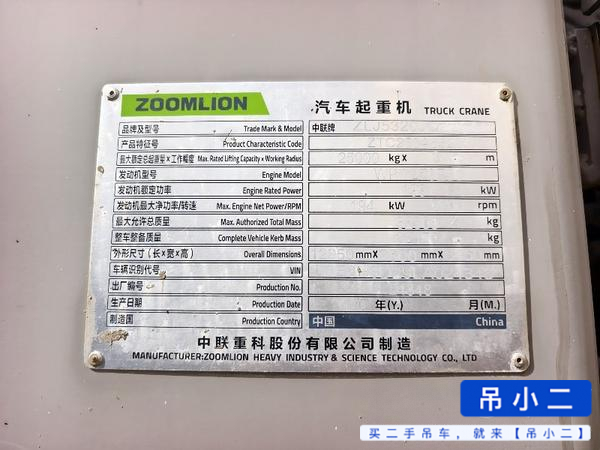 ZOOMLION 汽车起重机 TRUCK CRANE
品牌及型号 Trade Mark & Model 中联牌
产品特征号 Product Characteristic Code
最大额定总起重量×工作幅度 Max. Rated Lifting Capacity × Working Radius 25000 kgX m
发动机型号 Engine Model
发动机额定功率 Engine Rated Power kW
发动机最大净功率/转速 Max. Engine Net Power/RPM kW rpm
最大允许总质量 Max. Authorized Total Mass kg
整车整备质量 Complete Vehicle Kerb Mass kg
外形尺寸（长×宽×高） Overall Dimensions mmX mmX mm
车辆识别代号 VIN
出厂编号 Production No.
生产日期 Production Date 年(Y.) 月(M.)
制造国 Production Country 中国 China
中联重科股份有限公司制造
MANUFACTURER:ZOOMLION HEAVY INDUSTRY & SCIENCE TECHNOLOGY CO., LTD
吊小二
买二手吊车，就来【吊小二】